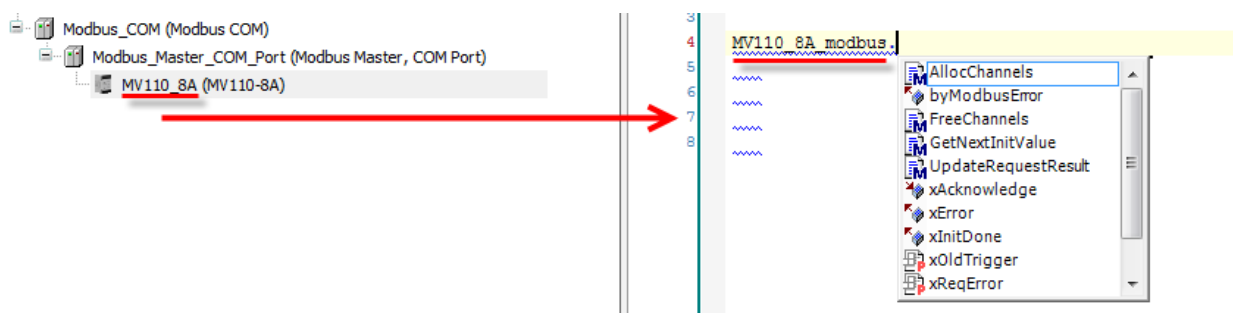 Modbus_COM (Modbus COM)
Modbus_Master_COM_Port (Modbus Master, COM Port)
MV110_8A (MV110-8A)
3
4 MV110_8A_modbus.
5
6
7
8
AllocChannels
byModbusError
FreeChannels
GetNextInitValue
UpdateRequestResult
xAcknowledge
xError
xInitDone
xOldTrigger
xReqError